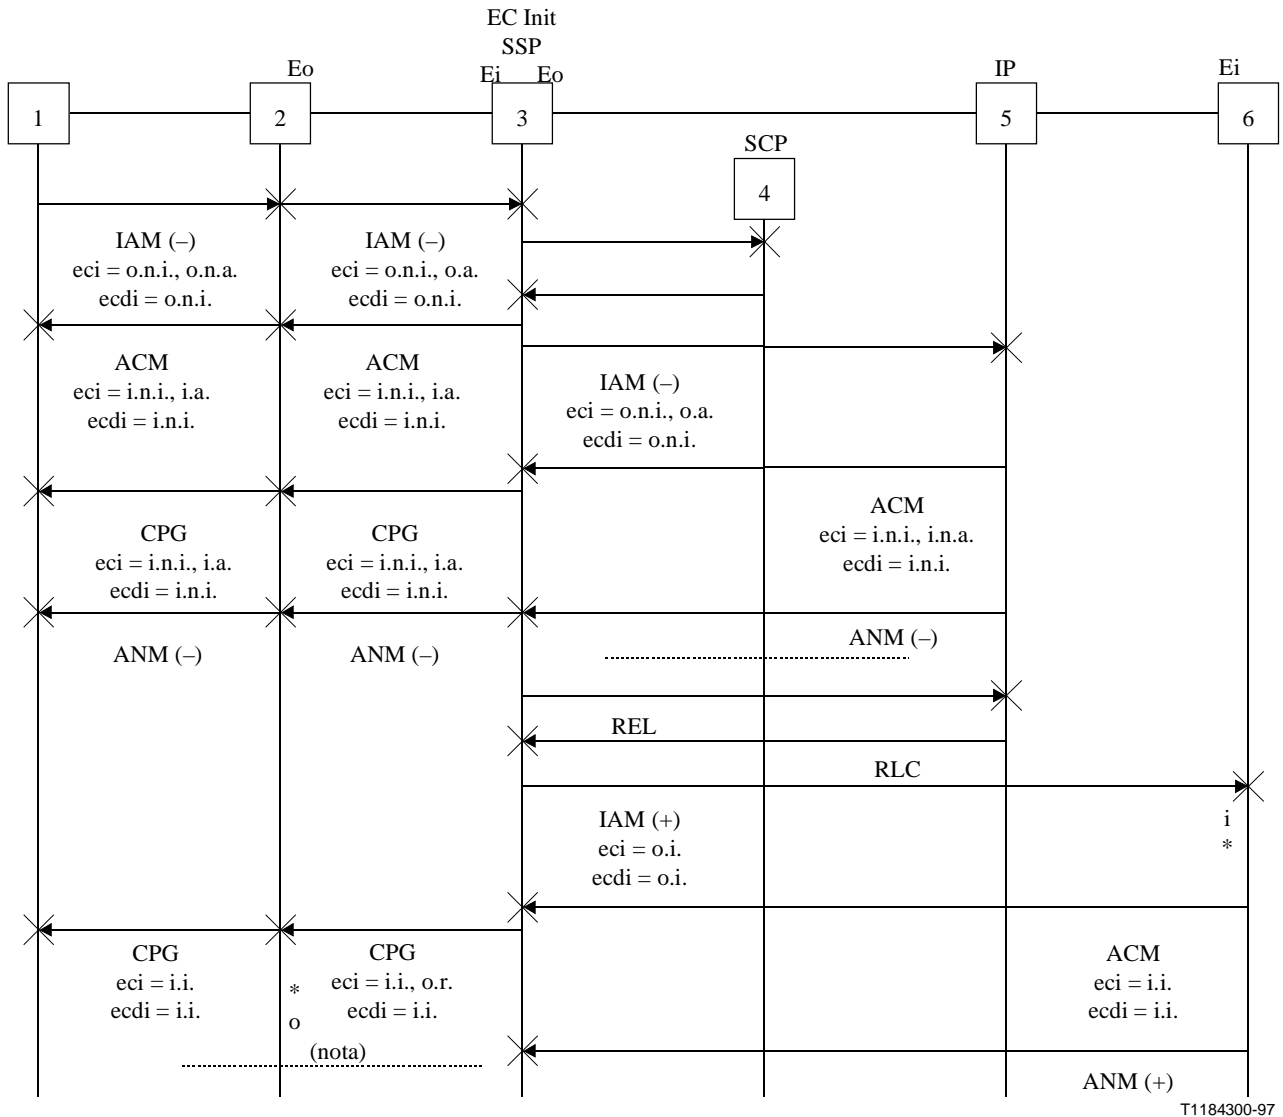 EC Init
SSP
Eo
Ei
Eo
IP
Ei
1
2
3
5
6
SCP
4
IAM (–)
eci = o.n.i., o.n.a.
ecdi = o.n.i.
IAM (–)
eci = o.n.i., o.a.
ecdi = o.n.i.
ACM
eci = i.n.i., i.a.
ecdi = i.n.i.
ACM
eci = i.n.i., i.a.
ecdi = i.n.i.
IAM (–)
eci = o.n.i., o.a.
ecdi = o.n.i.
CPG
eci = i.n.i., i.a.
ecdi = i.n.i.
CPG
eci = i.n.i., i.a.
ecdi = i.n.i.
ACM
eci = i.n.i., i.n.a.
ecdi = i.n.i.
ANM (–)
ANM (–)
ANM (–)
REL
RLC
IAM (+)
eci = o.i.
ecdi = o.i.
i
*
CPG
eci = i.i.
ecdi = i.i.
*
o
CPG
eci = i.i., o.r.
ecdi = i.i.
(nota)
ACM
eci = i.i.
ecdi = i.i.
ANM (+)
T1184300-97